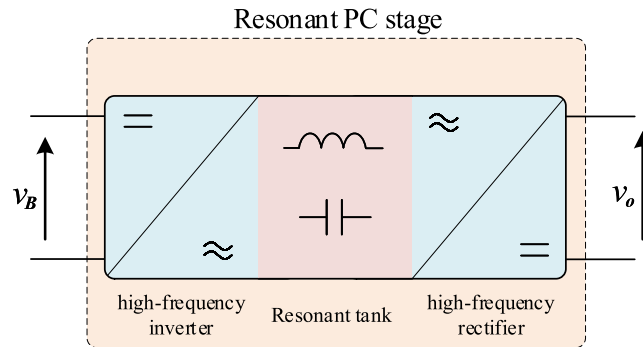 Resonant PC stage
v_B
v_o
high-frequency
inverter
Resonant tank
high-frequency
rectifier